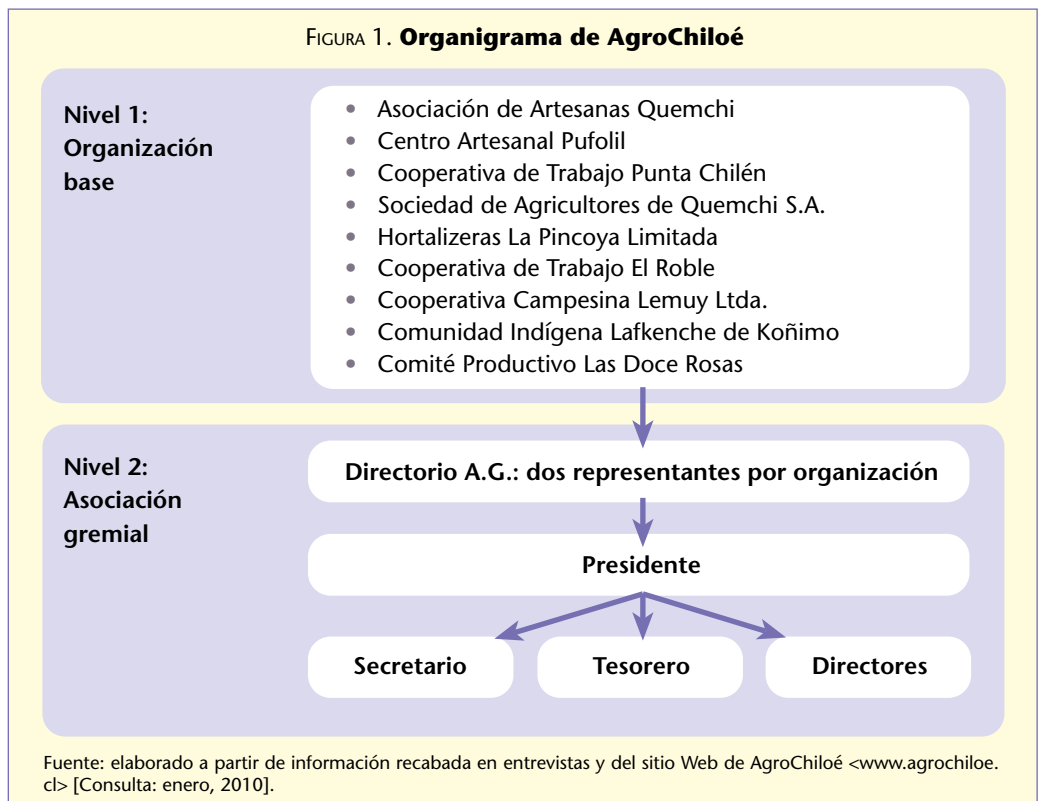 FIGURA 1. Organigrama de AgroChiloé
Nivel 1:
Organización
base
• Asociación de Artesanas Quemchi
• Centro Artesanal Pufolil
• Cooperativa de Trabajo Punta Chilén
• Sociedad de Agricultores de Quemchi S.A.
• Hortalizeras La Pincoya Limitada
• Cooperativa de Trabajo El Roble
• Cooperativa Campesina Lemuy Ltda.
• Comunidad Indígena Lafkenche de Koñimo
• Comité Productivo Las Doce Rosas
Nivel 2:
Asociación
gremial
Directorio A.G.: dos representantes por organización
Presidente
Secretario
Tesorero
Directores
Fuente: elaborado a partir de información recabada en entrevistas y del sitio Web de AgroChiloé <www.agrochiloe.
cl> [Consulta: enero, 2010].